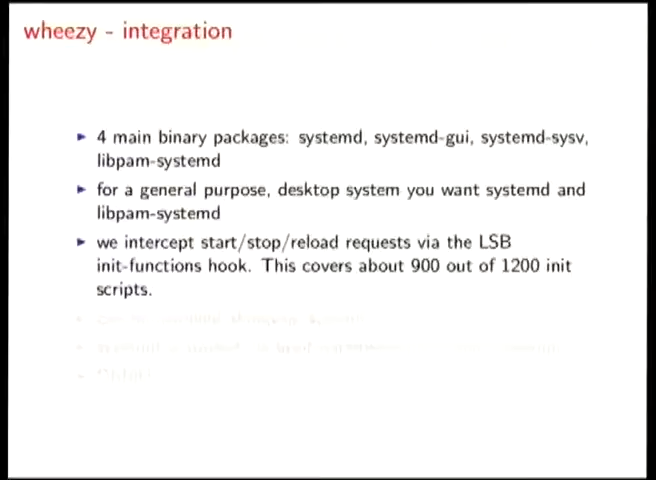 wheezy - integration
► 4 main binary packages: systemd, systemd-gui, systemd-sysv,
libpam-systemd
► for a general purpose, desktop system you want systemd and
libpam-systemd
► we intercept start/stop/reload requests via the LSB
init-functions hook. This covers about 900 out of 1200 init
scripts.